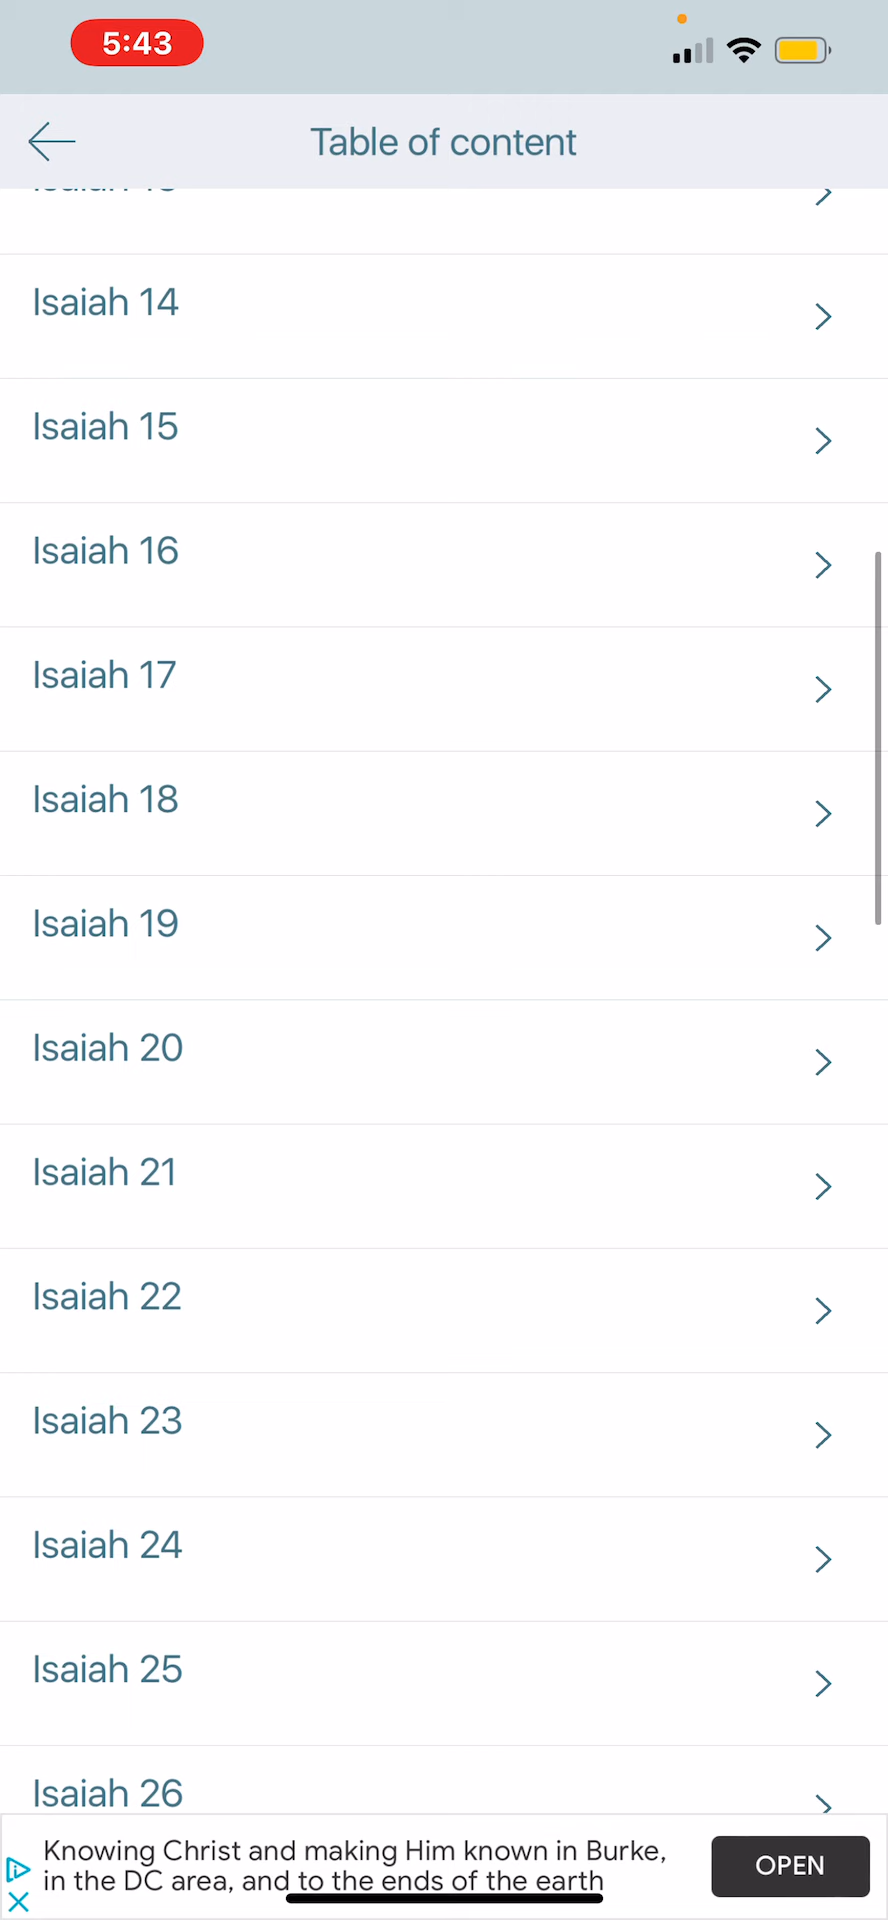 5:43
Table of content
Isaiah 14
Isaiah 15
Isaiah 16
Isaiah 17
Isaiah 18
Isaiah 19
Isaiah 20
Isaiah 21
Isaiah 22
Isaiah 23
Isaiah 24
Isaiah 25
Isaiah 26
Knowing Christ and making Him known in Burke,
in the DC area, and to the ends of the earth
OPEN